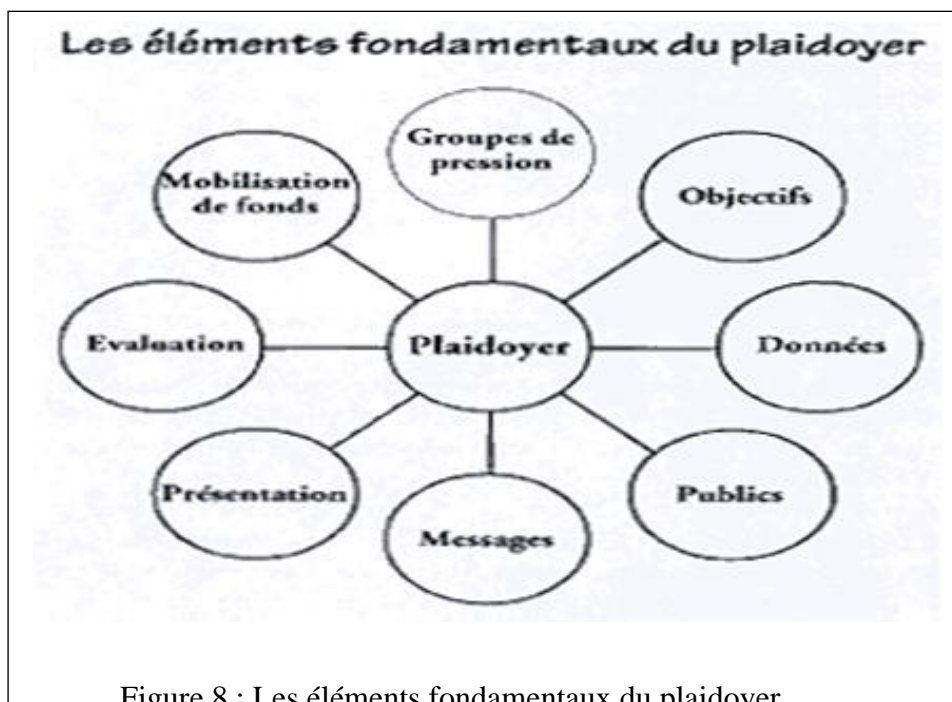 Les éléments fondamentaux du plaidoyer
Groupes de
pression
Mobilisation
de fonds
Objectifs
Evaluation
Plaidoyer
Données
Présentation
Publics
Messages
Figure 8 : Les éléments fondamentaux du plaidoyer